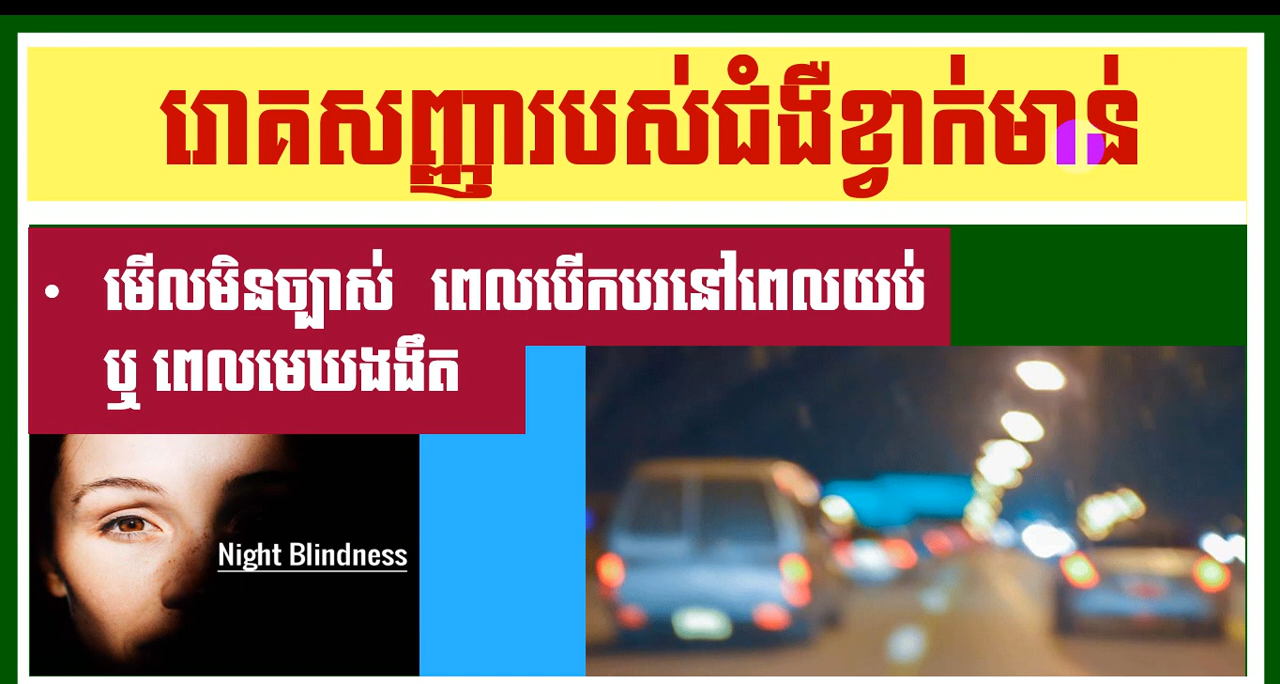 រោគសញ្ញារបស់ជំងឺខ្វាក់មាន់
• មើលមិនច្បាស់ ពេលបើកបរនៅពេលយប់
ឬ ពេលមេឃងងឹត
Night Blindness